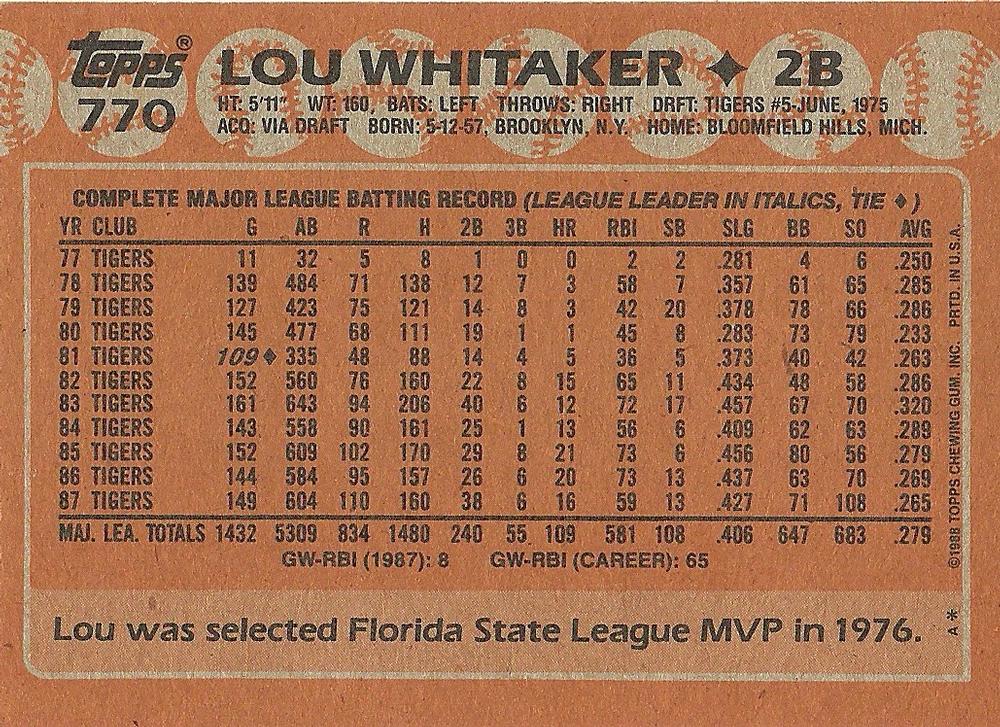 Topps® LOU WHITAKER ✦ 2B
770 HT: 5'11" WT: 160, BATS: LEFT THROWS: RIGHT DRFT: TIGERS #5-JUNE, 1975
ACQ: VIA DRAFT BORN: 5-12-57, BROOKLYN, N.Y. HOME: BLOOMFIELD HILLS, MICH.
COMPLETE MAJOR LEAGUE BATTING RECORD (LEAGUE LEADER IN ITALICS, TIE ♦)
YR CLUB G AB R H 2B 3B HR RBI SB SLG BB SO AVG
77 TIGERS 11 32 5 8 1 0 0 2 2 .281 4 6 .250
78 TIGERS 139 484 71 138 12 7 3 58 7 .357 61 65 .285
79 TIGERS 127 423 75 121 14 8 3 42 20 .378 78 66 .286
80 TIGERS 145 477 68 111 19 1 1 45 8 .283 73 79 .233
81 TIGERS 109♦ 335 48 88 14 4 5 36 5 .373 40 42 .263
82 TIGERS 152 560 76 160 22 8 15 65 11 .434 48 58 .286
83 TIGERS 161 643 94 206 40 6 12 72 17 .457 67 70 .320
84 TIGERS 143 558 90 161 25 1 13 56 6 .409 62 63 .289
85 TIGERS 152 609 102 170 29 8 21 73 6 .456 80 56 .279
86 TIGERS 144 584 95 157 26 6 20 73 13 .437 63 70 .269
87 TIGERS 149 604 110 160 38 6 16 59 13 .427 71 108 .265
MAJ. LEA. TOTALS 1432 5309 834 1480 240 55 109 581 108 .406 647 683 .279
GW-RBI (1987): 8 GW-RBI (CAREER): 65
Lou was selected Florida State League MVP in 1976.
A* ©1988 TOPPS CHEWING GUM, INC. PRTD. IN U.S.A.